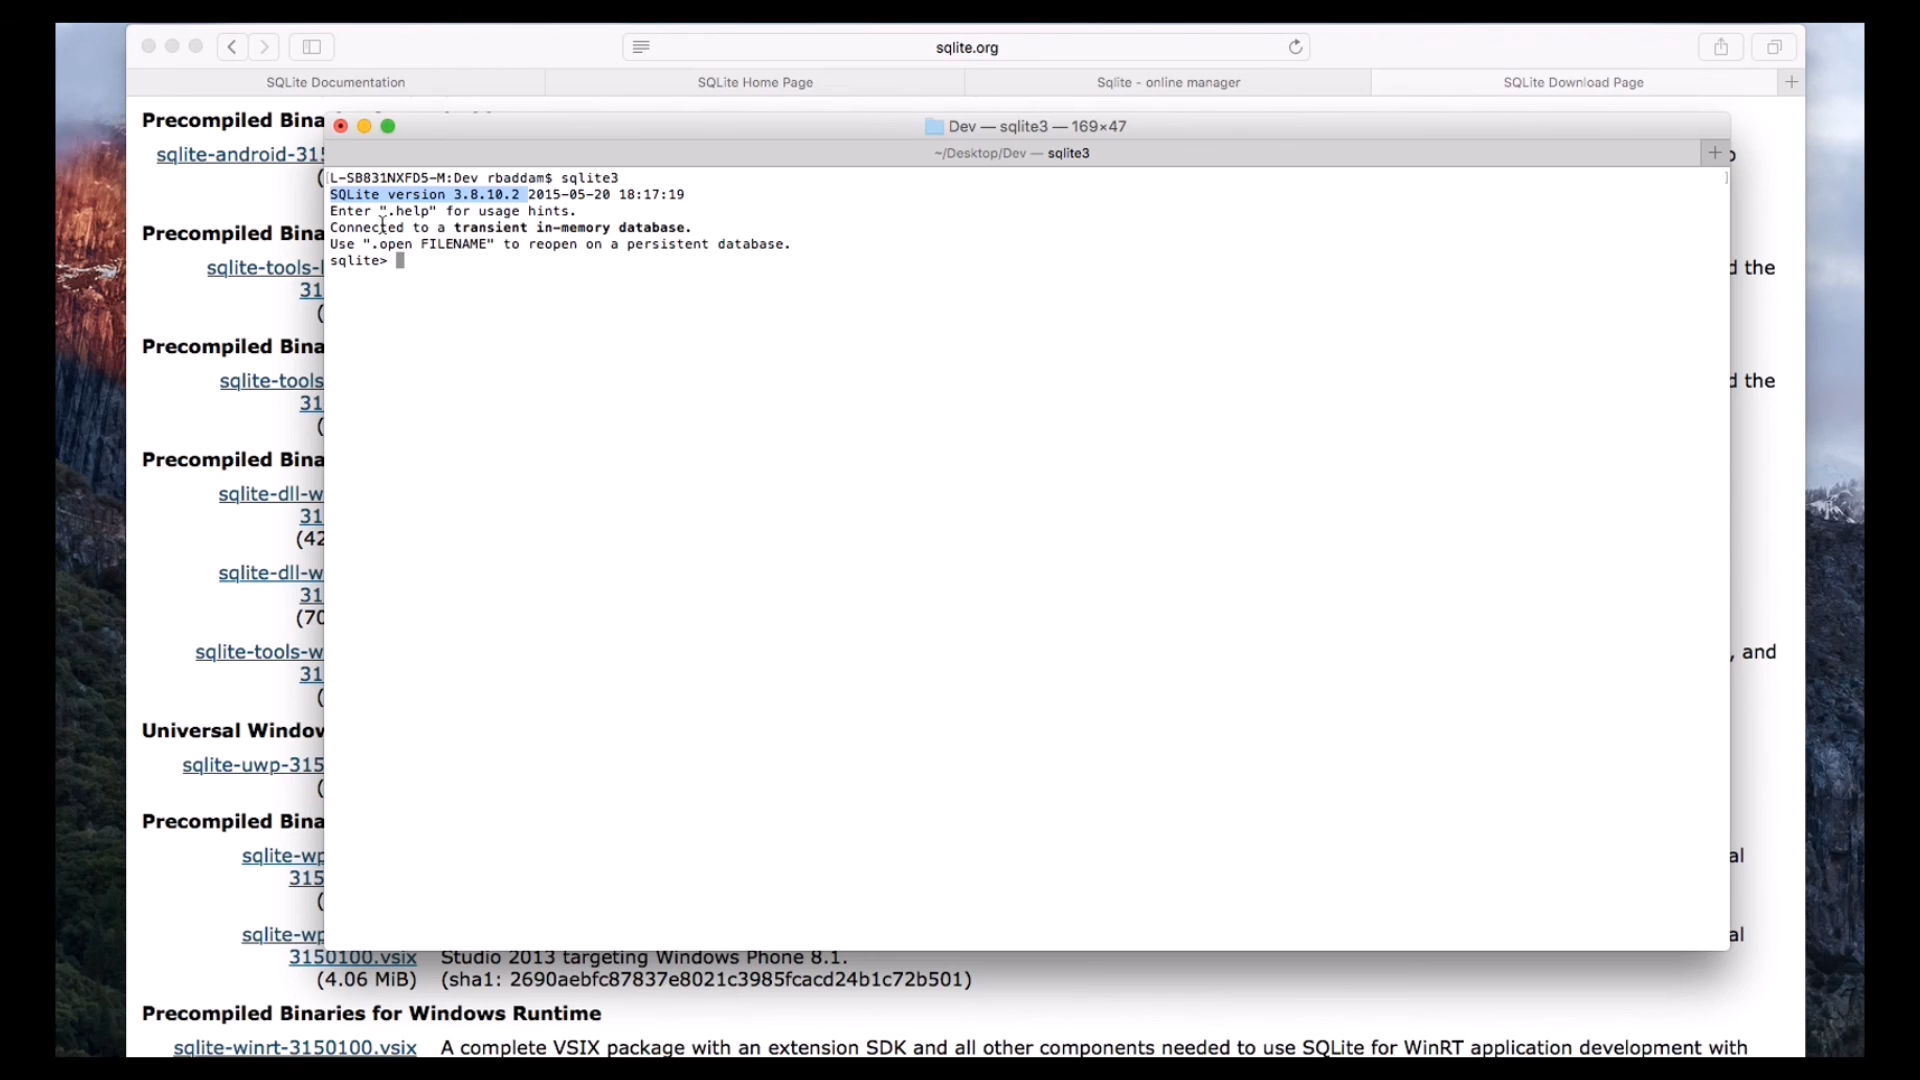 sqlite.org
SQLite Documentation
SQLite Home Page
Sqlite - online manager
SQLite Download Page
Precompiled Bina
Dev — sqlite3 — 169×47
sqlite-android-315
~/Desktop/Dev — sqlite3
L-SB831NXFD5-M:Dev rbaddam$ sqlite3
SQLite version 3.8.10.2 2015-05-20 18:17:19
Enter ".help" for usage hints.
Connected to a transient in-memory database.
Use ".open FILENAME" to reopen on a persistent database.
sqlite>
Precompiled Bina
sqlite-tools-l
d the
31
(
Precompiled Bina
sqlite-tools
d the
31
(
Precompiled Bina
sqlite-dll-w
31
(42
sqlite-dll-w
31
(70
sqlite-tools-w
, and
31
(
Universal Window
sqlite-uwp-315
(
Precompiled Bina
sqlite-wp
al
315
(
sqlite-wp
al
3150100.vsix Studio 2013 targeting Windows Phone 8.1.
(4.06 MiB) (sha1: 2690aebfc87837e8021c3985fcacd24b1c72b501)
Precompiled Binaries for Windows Runtime
sqlite-winrt-3150100.vsix A complete VSIX package with an extension SDK and all other components needed to use SQLite for WinRT application development with